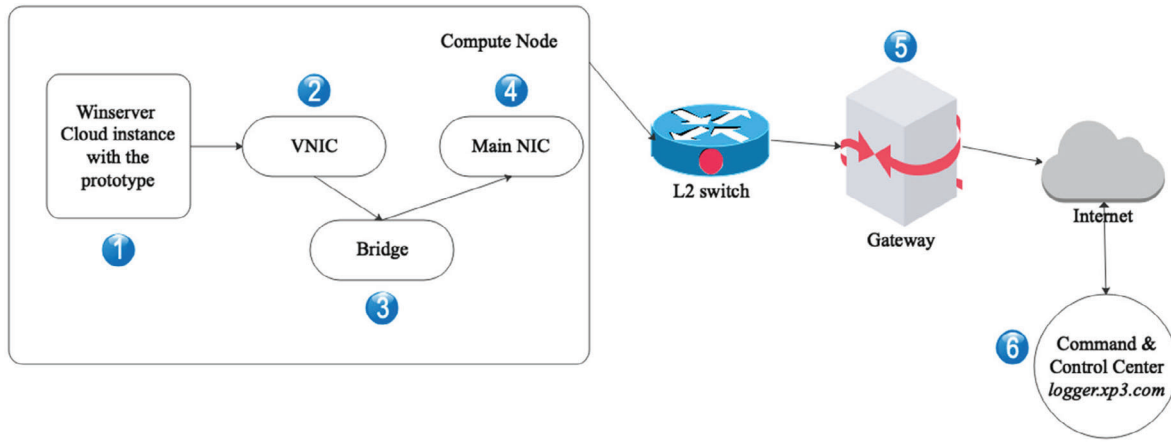 Compute Node
1
Winserver
Cloud instance
with the
prototype
2
VNIC
3
Bridge
4
Main NIC
L2 switch
5
Gateway
Internet
6
Command &
Control Center
logger.xp3.com